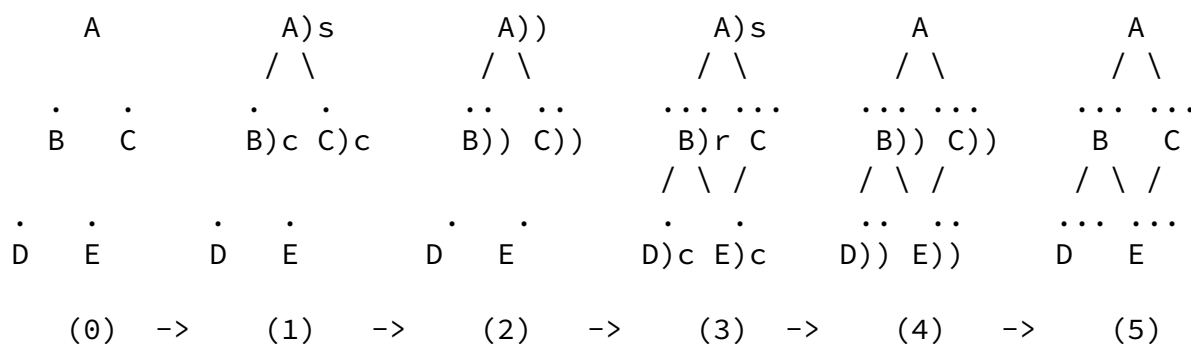 A               A)s              A))              A)s             A                 A
                     / \              / \              / \             / \               / \
   .     .         .     .          ..   ..          ... ...         ... ...           ... ...
   B     C         B)c C)c          B)) C))           B)r C           B)) C))           B     C
                                                     / \ /           / \ /             / \ /
.     .         .     .            .     .           .     .         ..   ..          ... ...
D     E         D     E           D     E          D)c E)c         D)) E))           D     E
    (0)   ->     (1)    ->      (2)    ->      (3)   ->      (4)    ->      (5)